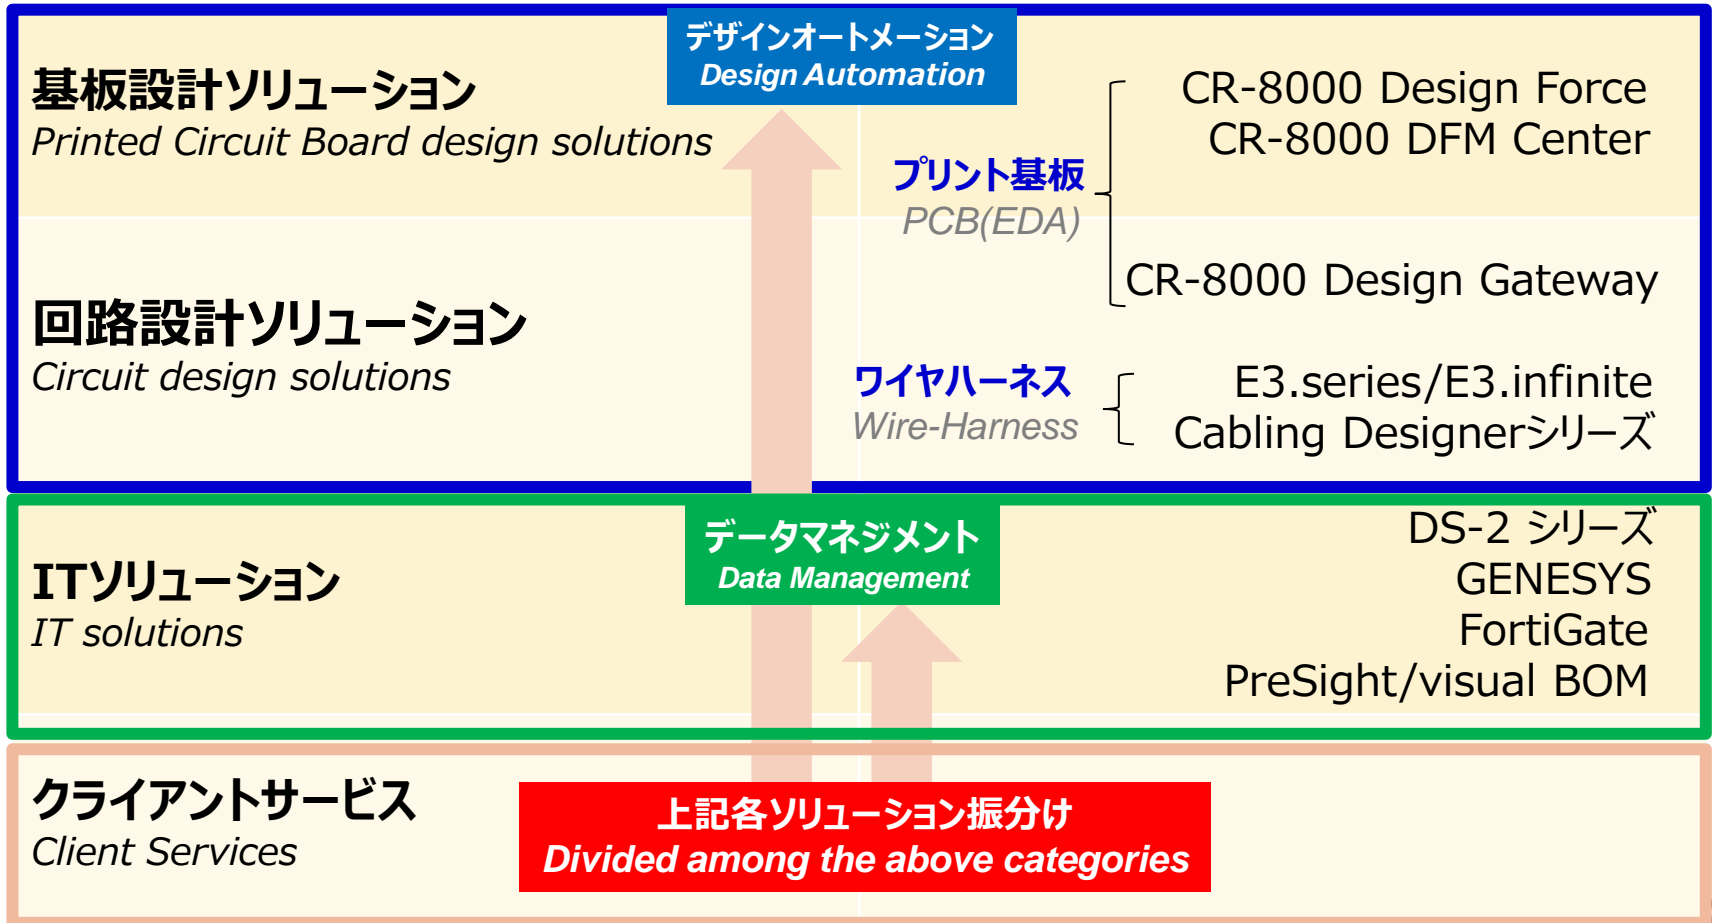 デザインオートメーション
Design Automation
基板設計ソリューション
Printed Circuit Board design solutions
CR-8000 Design Force
CR-8000 DFM Center
プリント基板
PCB(EDA)
CR-8000 Design Gateway
回路設計ソリューション
Circuit design solutions
ワイヤハーネス
Wire-Harness
E3.series/E3.infinite
Cabling Designerシリーズ
データマネジメント
Data Management
ITソリューション
IT solutions
DS-2 シリーズ
GENESYS
FortiGate
PreSight/visual BOM
クライアントサービス
Client Services
上記各ソリューション振分け
Divided among the above categories